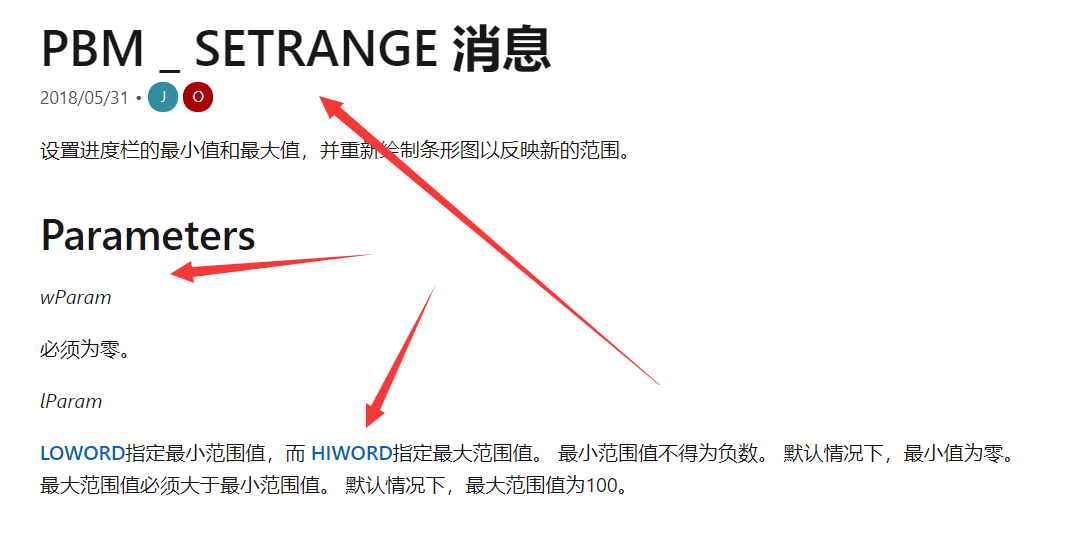 PBM _ SETRANGE 消息
2018/05/31 • J O
设置进度栏的最小值和最大值，并重新绘制条形图以反映新的范围。
Parameters
wParam
必须为零。
lParam
LOWORD指定最小范围值，而 HIWORD指定最大范围值。 最小范围值不得为负数。 默认情况下，最小值为零。
最大范围值必须大于最小范围值。 默认情况下，最大范围值为100。